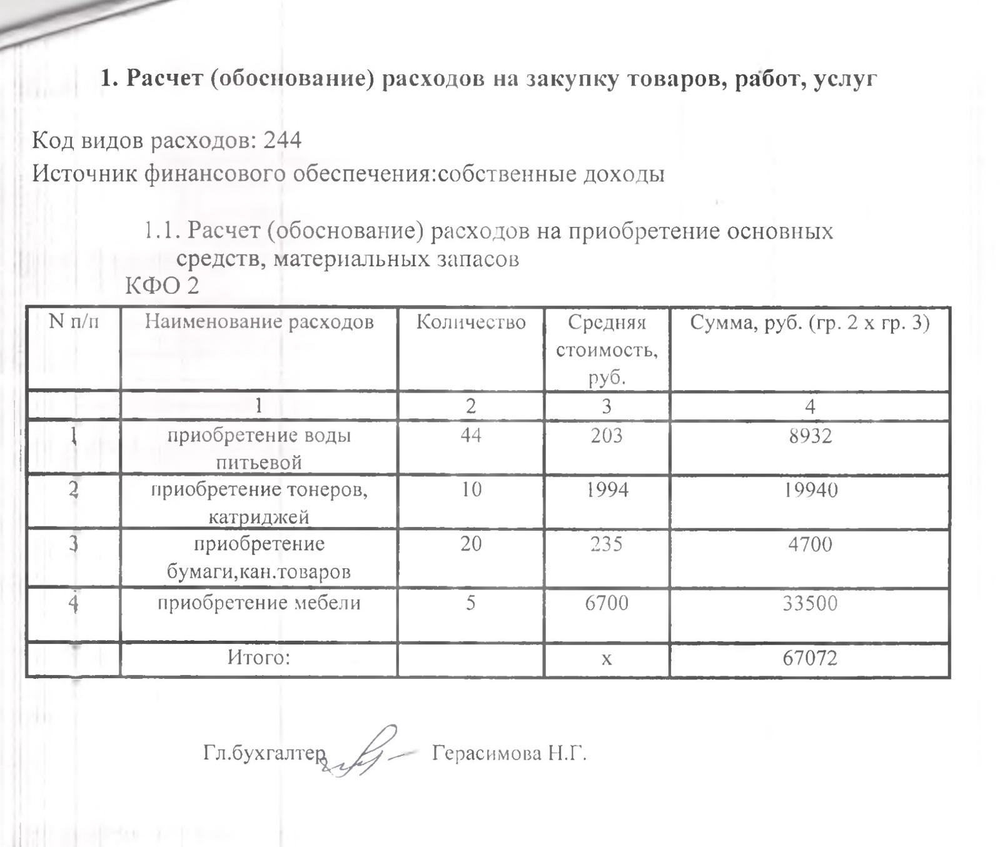 1. Расчет (обоснование) расходов на закупку товаров, работ, услуг
Код видов расходов: 244
Источник финансового обеспечения:собственные доходы
1.1. Расчет (обоснование) расходов на приобретение основных
средств, материальных запасов
КФО 2
N п/п Наименование расходов Количество Средняя стоимость, руб. Сумма, руб. (гр. 2 х гр. 3)
1 2 3 4
1 приобретение воды питьевой 44 203 8932
2 приобретение тонеров, катриджей 10 1994 19940
3 приобретение бумаги,кан.товаров 20 235 4700
4 приобретение мебели 5 6700 33500
Итого: х 67072
Гл.бухгалтер Герасимова Н.Г.